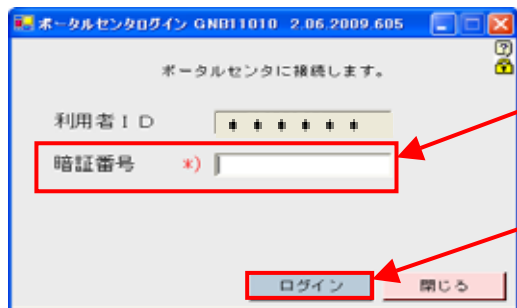 ポータルセンタログイン GNB11010 2.06.2009.605
ポータルセンタに接続します。
利用者ID ******
暗証番号 *)
ログイン 閉じる